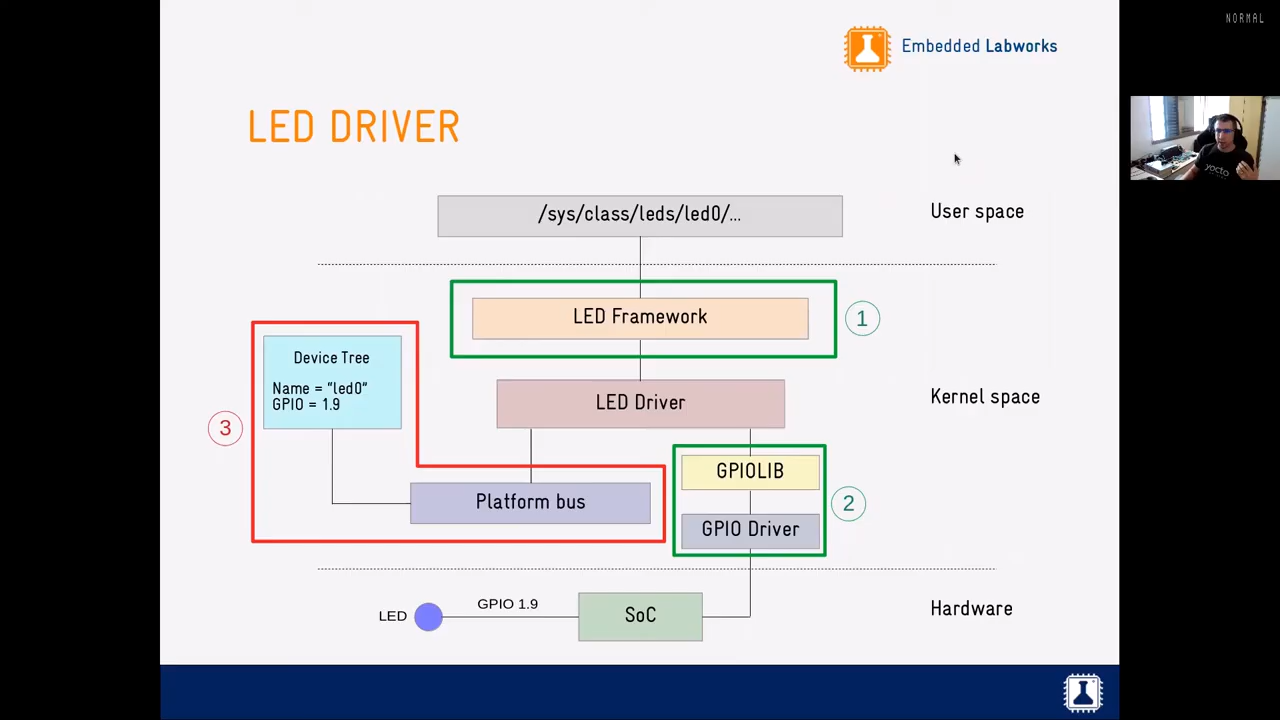 NORMAL
Embedded Labworks
LED DRIVER
/sys/class/leds/led0/...
User space
LED Framework
1
Device Tree
Name = "led0"
GPIO = 1.9
LED Driver
Kernel space
3
GPIOLIB
Platform bus
2
GPIO Driver
LED
GPIO 1.9
SoC
Hardware
yocto